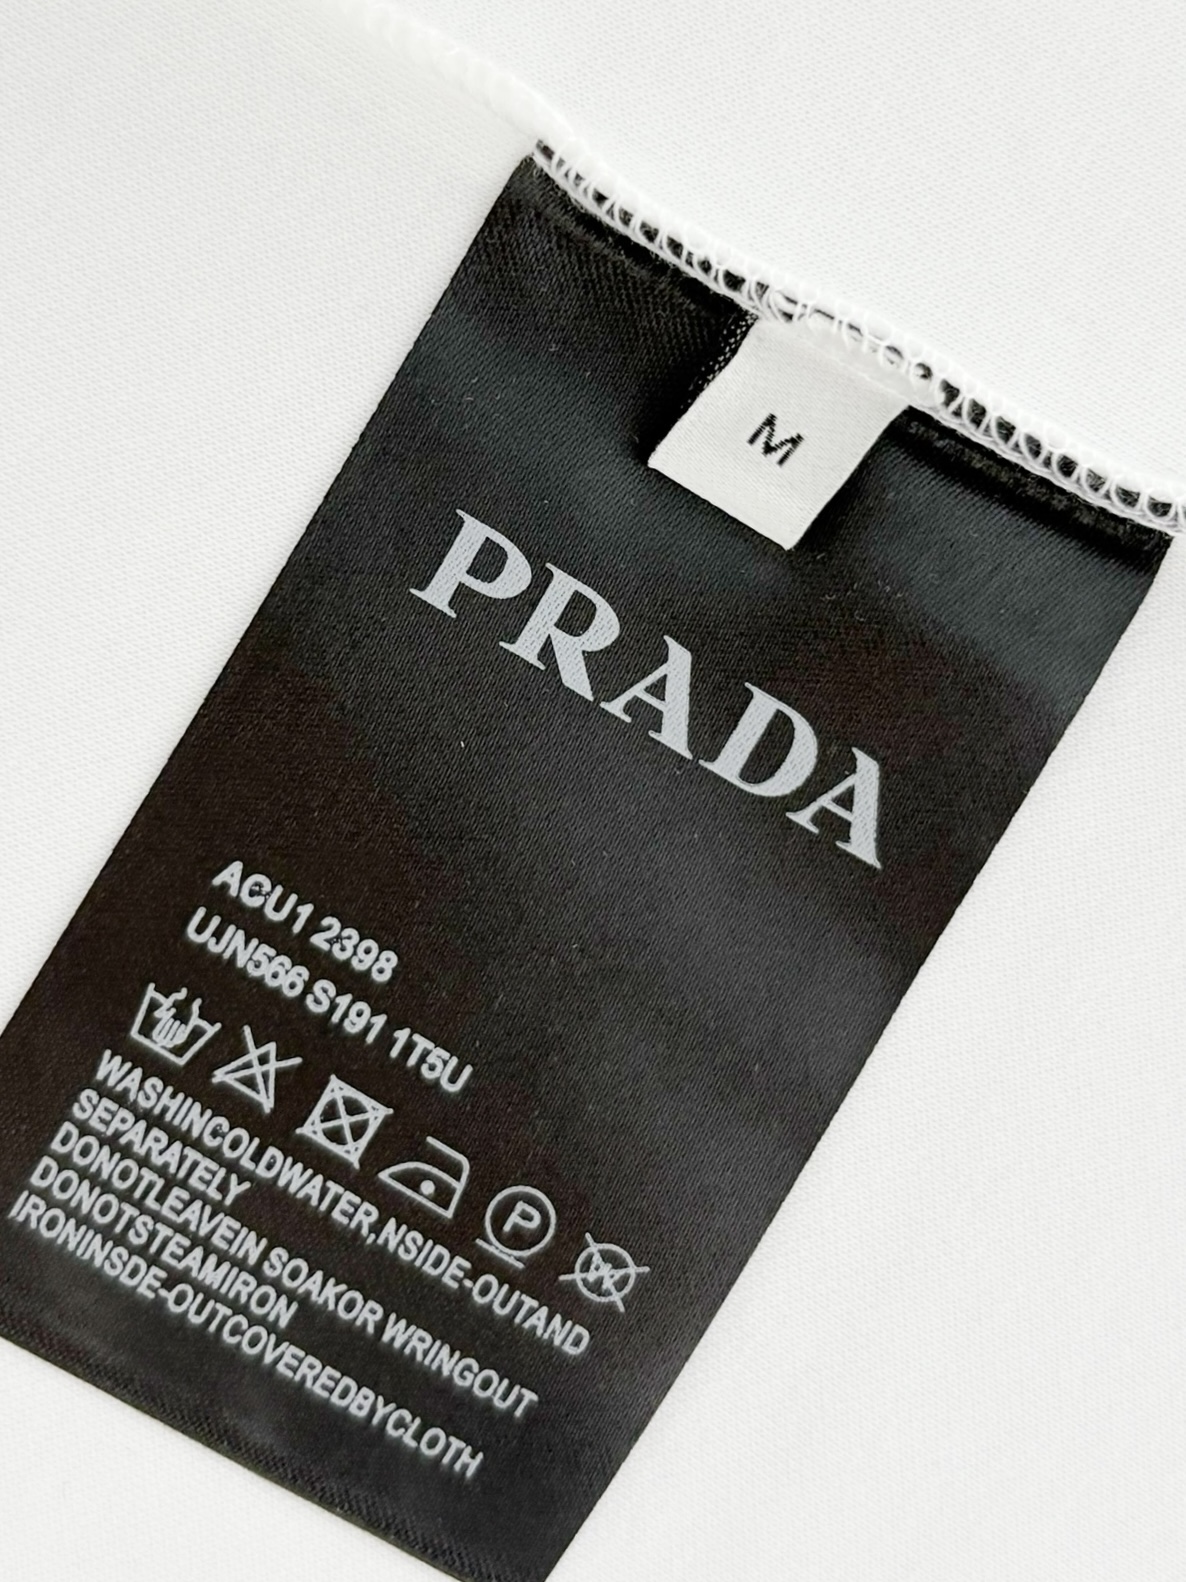 M
PRADA
ACU1 2398
UJN566 S191 1T5U
P
W
WASHINCOLDWATER,NSIDE-OUTAND
SEPARATELY
DONOTLEAVEIN SOAKOR WRINGOUT
DONOTSTEAMIRON
IRONINSDE-OUTCOVEREDBYCLOTH